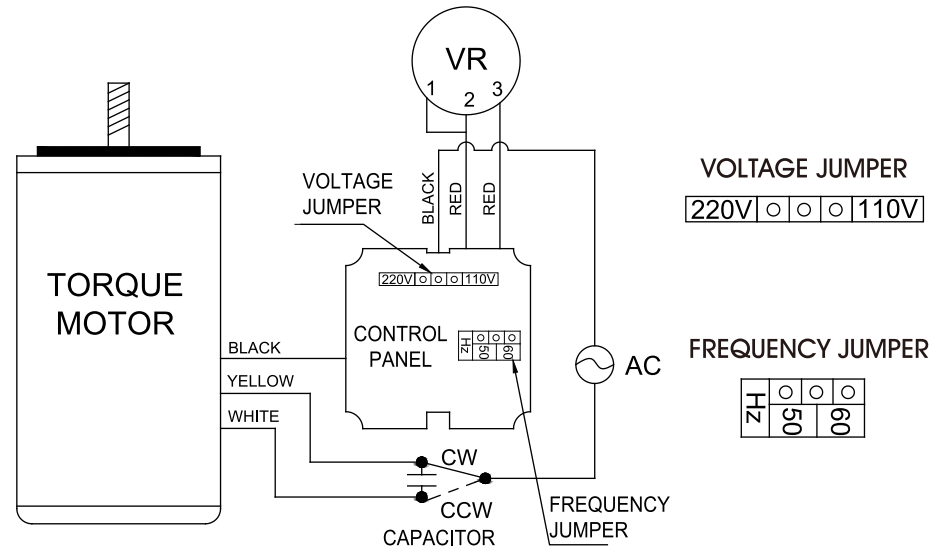 VR
1 2 3
VOLTAGE
JUMPER
BLACK
RED
RED
VOLTAGE JUMPER
220V 110V
TORQUE
MOTOR
220V 110V
CONTROL
PANEL
Hz 50 60
BLACK
YELLOW
WHITE
AC
FREQUENCY JUMPER
Hz 50 60
CW
CCW
CAPACITOR
FREQUENCY
JUMPER